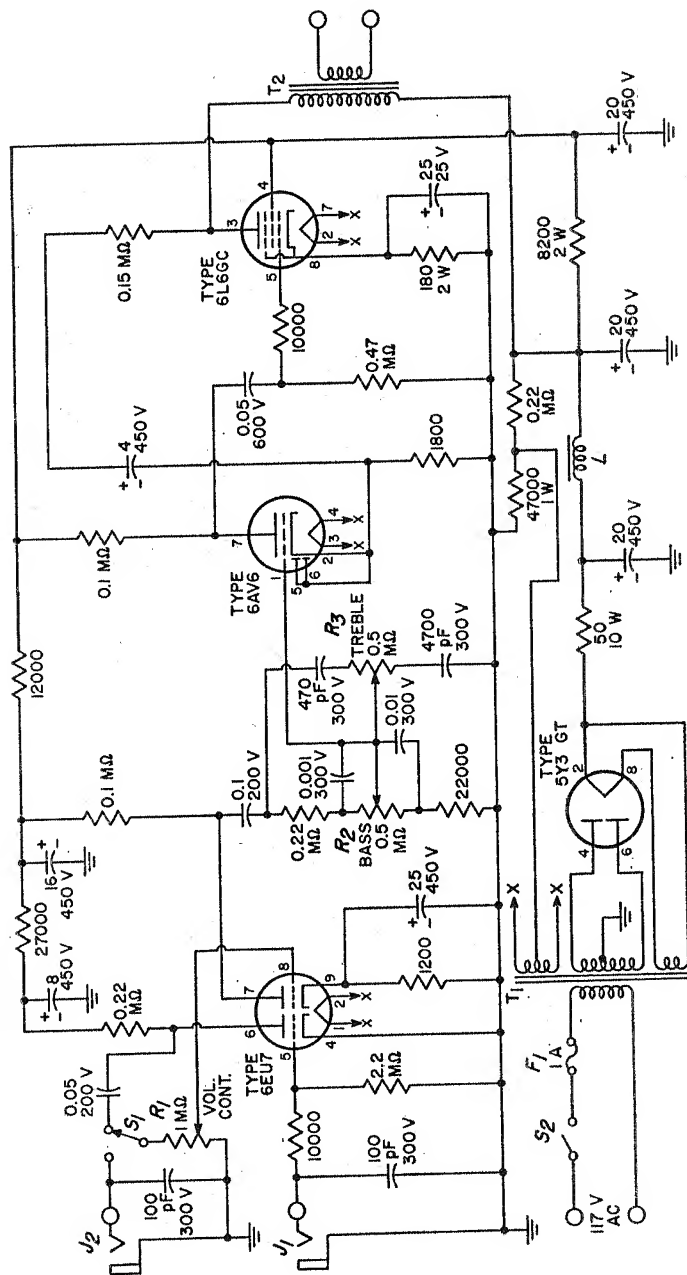 T2
20
450 V
+
-
4
3
TYPE
6L6GC
5
8
2
7
X
X
0.15 MΩ
10000
25
25 V
+
-
180
2 W
8200
2 W
0.05
600 V
0.47
MΩ
20
450 V
+
-
0.22
MΩ
4
450 V
+
-
1800
47000
1 W
L
0.1 MΩ
7
TYPE
6AV6
1
5
6
2
3
4
X
X
20
450 V
+
-
50
10 W
12000
R3
TREBLE
0.5
MΩ
470
pF
300 V
4700
pF
300 V
0.01
300 V
0.001
300 V
0.1
200 V
0.22
MΩ
R2
BASS
0.5
MΩ
22000
TYPE
5Y3 GT
2
8
4
6
0.1 MΩ
16
450 V
+
-
27000
8
450 V
+
-
0.22
MΩ
7
8
6
5
9
4
1
2
X
TYPE
6EU7
25
450 V
+
-
1200
2.2
MΩ
X
X
T1
0.05
200 V
S1
R1
1 MΩ
VOL.
CONT.
10000
100
pF
300 V
100
pF
300 V
J2
J1
F1
1 A
S2
117 V
AC